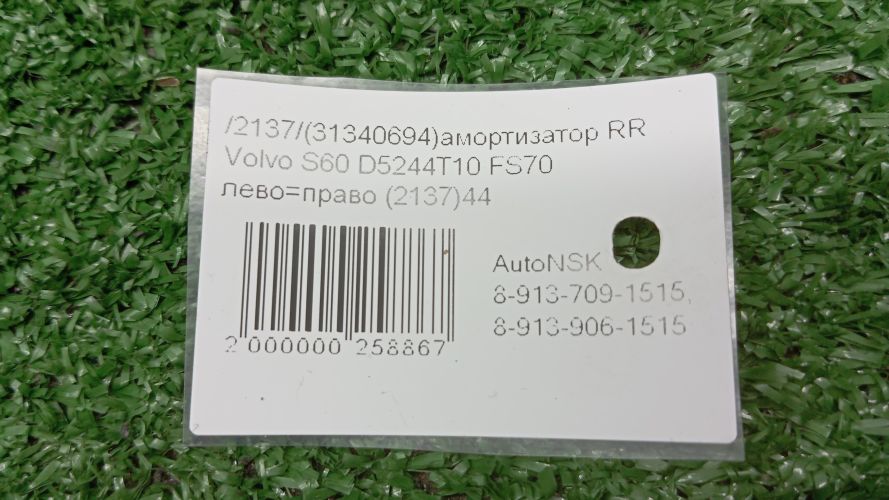 /2137/(31340694)амортизатор RR
Volvo S60 D5244T10 FS70
лево=право (2137)44
AutoNSK
8-913-709-1515,
8-913-906-1515
2 000000 258867